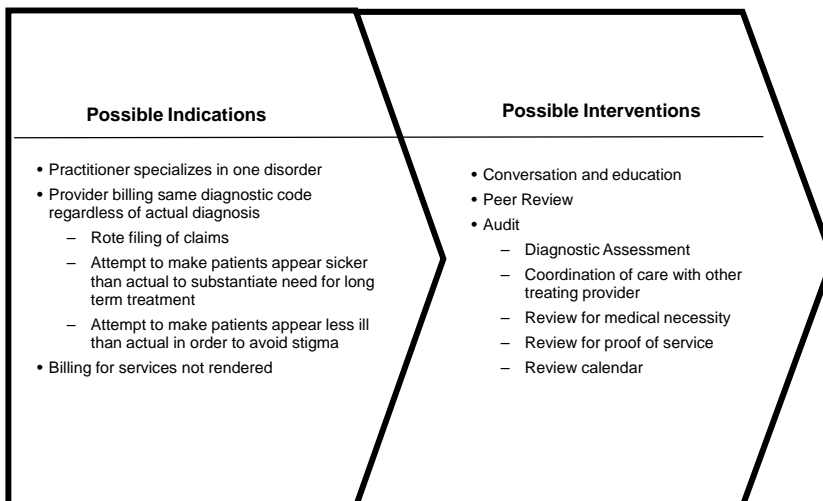 Possible Indications
• Practitioner specializes in one disorder
• Provider billing same diagnostic code
regardless of actual diagnosis
– Rote filing of claims
– Attempt to make patients appear sicker
than actual to substantiate need for long
term treatment
– Attempt to make patients appear less ill
than actual in order to avoid stigma
• Billing for services not rendered
Possible Interventions
• Conversation and education
• Peer Review
• Audit
– Diagnostic Assessment
– Coordination of care with other
treating provider
– Review for medical necessity
– Review for proof of service
– Review calendar